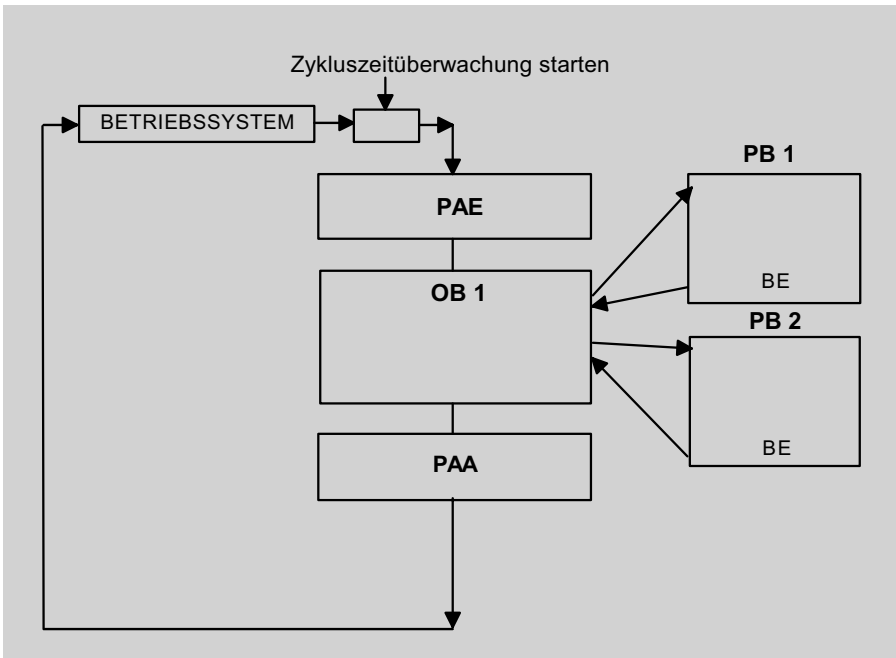 Zykluszeitüberwachung starten
BETRIEBSSYSTEM
PB 1
PAE
BE
OB 1
PB 2
PAA
BE